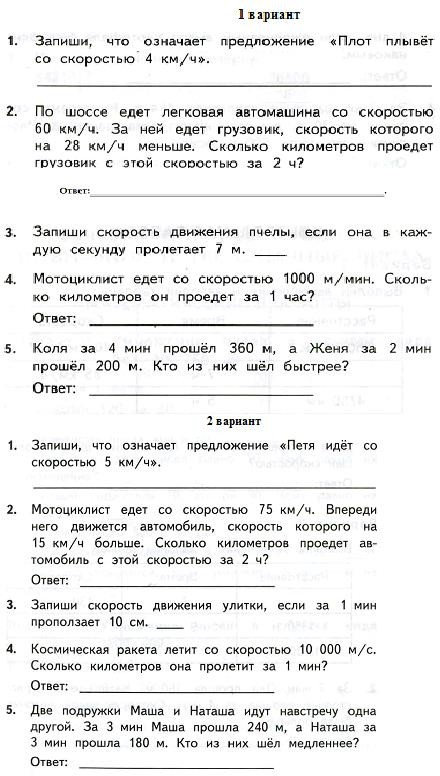 1 вариант
1. Запиши, что означает предложение «Плот плывёт
со скоростью 4 км/ч».
2. По шоссе едет легковая автомашина со скоростью
60 км/ч. За ней едет грузовик, скорость которого
на 28 км/ч меньше. Сколько километров проедет
грузовик с этой скоростью за 2 ч?
Ответ:
3. Запиши скорость движения пчелы, если она в каж-
дую секунду пролетает 7 м.
4. Мотоциклист едет со скоростью 1000 м/мин. Сколь-
ко километров он проедет за 1 час?
Ответ:
5. Коля за 4 мин прошёл 360 м, а Женя за 2 мин
прошёл 200 м. Кто из них шёл быстрее?
Ответ:
2 вариант
1. Запиши, что означает предложение «Петя идёт со
скоростью 5 км/ч».
2. Мотоциклист едет со скоростью 75 км/ч. Впереди
него движется автомобиль, скорость которого на
15 км/ч больше. Сколько километров проедет ав-
томобиль с этой скоростью за 2 ч?
Ответ:
3. Запиши скорость движения улитки, если за 1 мин
проползает 10 см.
4. Космическая ракета летит со скоростью 10 000 м/с.
Сколько километров она пролетит за 1 мин?
Ответ:
5. Две подружки Маша и Наташа идут навстречу одна
другой. За 3 мин Маша прошла 240 м, а Наташа за
3 мин прошла 180 м. Кто из них шёл медленнее?
Ответ: